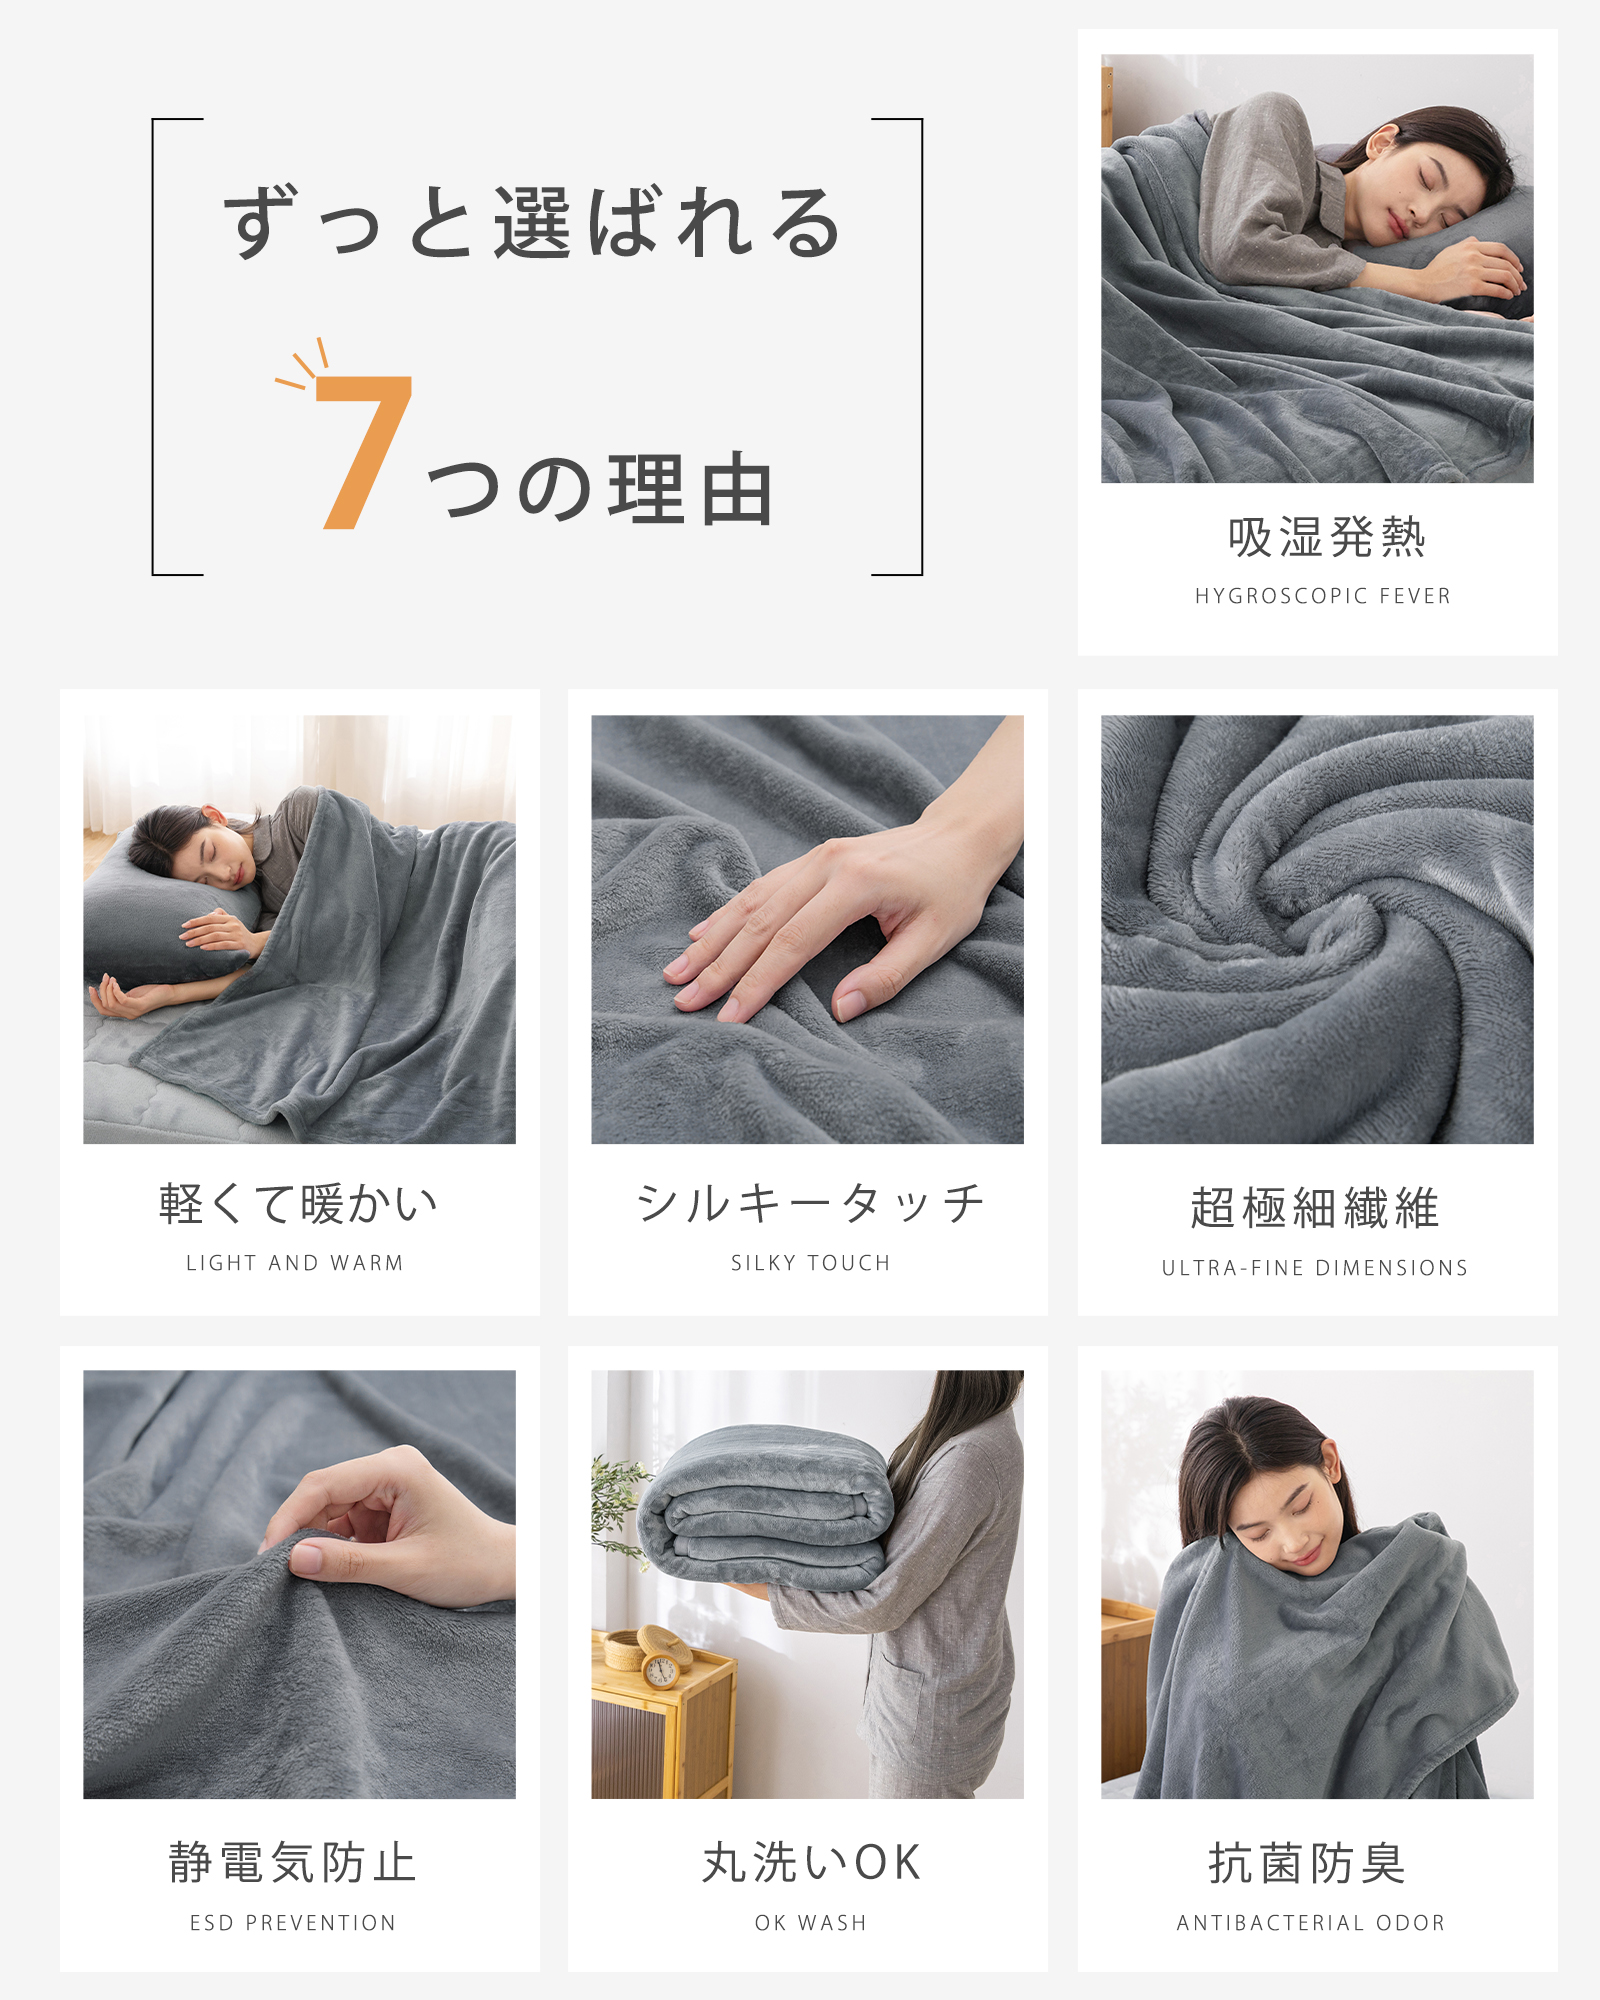 ずっと選ばれる
7つの理由
吸湿発熱
HYGROSCOPIC FEVER
軽くて暖かい
LIGHT AND WARM
シルキータッチ
SILKY TOUCH
超極細繊維
ULTRA-FINE DIMENSIONS
静電気防止
ESD PREVENTION
丸洗いOK
OK WASH
抗菌防臭
ANTIBACTERIAL ODOR